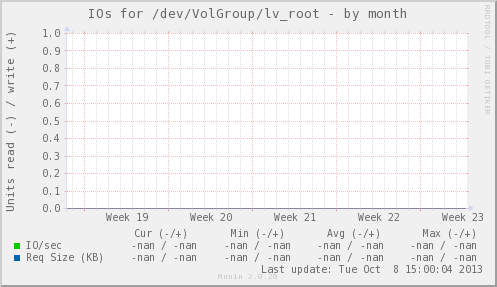 IOs for /dev/VolGroup/lv_root - by month
RRDTOOL / TOBI OETIKER
Units read (-) / write (+)
1.0
0.9
0.8
0.7
0.6
0.5
0.4
0.3
0.2
0.1
0.0
Week 19 Week 20 Week 21 Week 22 Week 23
Cur (-/+) Min (-/+) Avg (-/+) Max (-/+)
IO/sec -nan / -nan -nan / -nan -nan / -nan -nan / -nan
Req Size (KB) -nan / -nan -nan / -nan -nan / -nan -nan / -nan
Last update: Tue Oct 8 15:00:04 2013
Munin 2.0.20